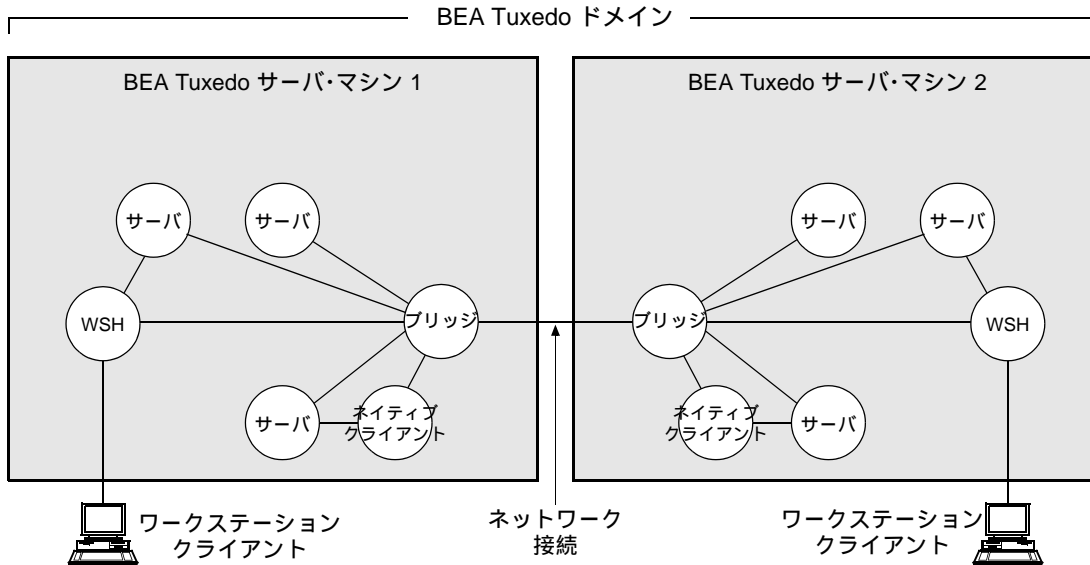 BEA Tuxedo ドメイン
BEA Tuxedo サーバ・マシン 1
BEA Tuxedo サーバ・マシン 2
サーバ
サーバ
サーバ
サーバ
WSH
ブリッジ
ブリッジ
WSH
サーバ
ネイティブ
クライアント
ネイティブ
クライアント
サーバ
ワークステーション
クライアント
ネットワーク
接続
ワークステーション
クライアント